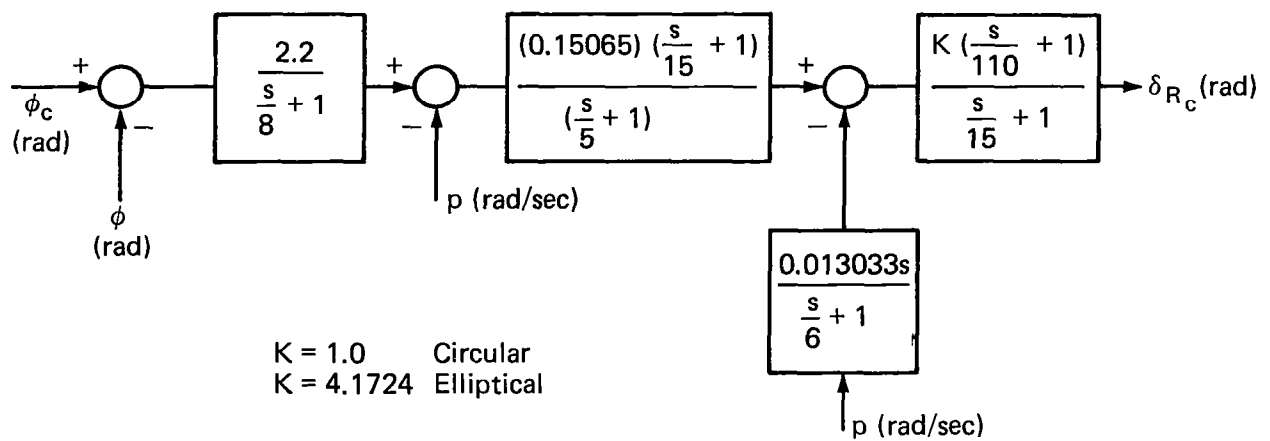 +
φc
(rad)
−
φ
(rad)
2.2
s/8 + 1
+
−
p (rad/sec)
(0.15065) (s/15 + 1)
(s/5 + 1)
+
−
0.013033s
s/6 + 1
p (rad/sec)
K (s/110 + 1)
s/15 + 1
δRc (rad)
K = 1.0 Circular
K = 4.1724 Elliptical